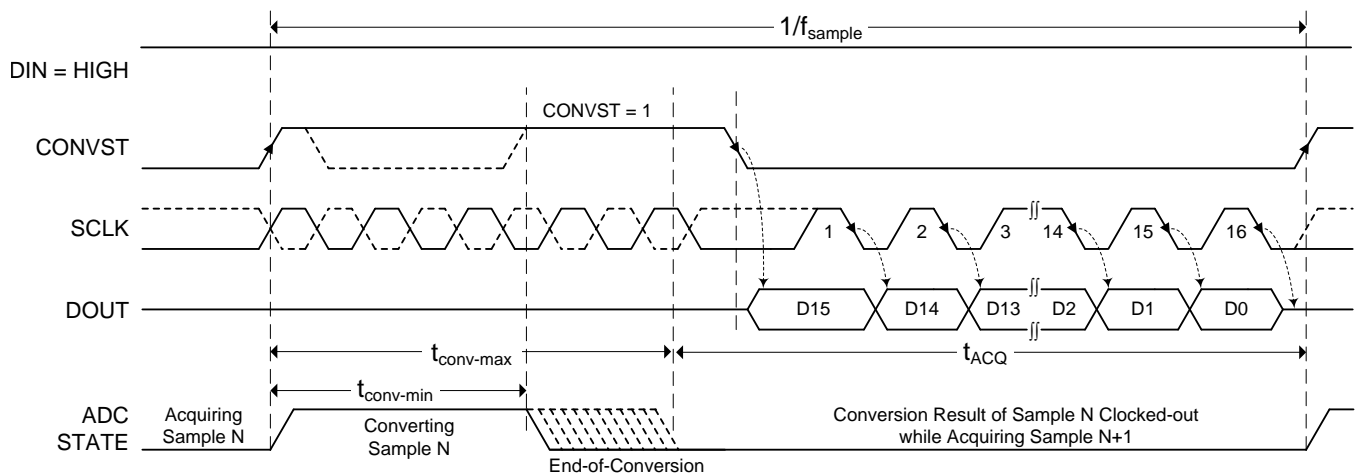 1/fsample
DIN = HIGH
CONVST = 1
CONVST
SCLK
1 2 3 14 15 16
DOUT
D15 D14 D13 D2 D1 D0
tconv-max
tACQ
tconv-min
ADC
STATE
Acquiring
Sample N
Converting
Sample N
End-of-Conversion
Conversion Result of Sample N Clocked-out
while Acquiring Sample N+1